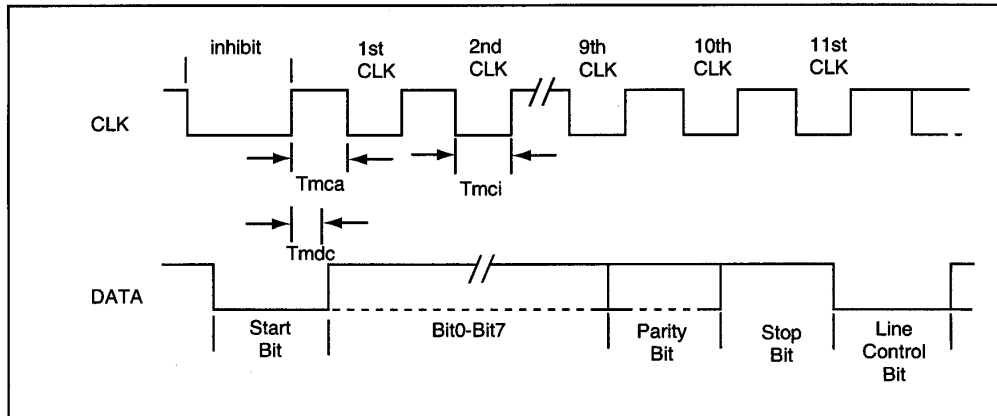 inhibit
1st CLK
2nd CLK
9th CLK
10th CLK
11st CLK
CLK
Tmca
Tmci
Tmdc
DATA
Start Bit
Bit0-Bit7
Parity Bit
Stop Bit
Line Control Bit